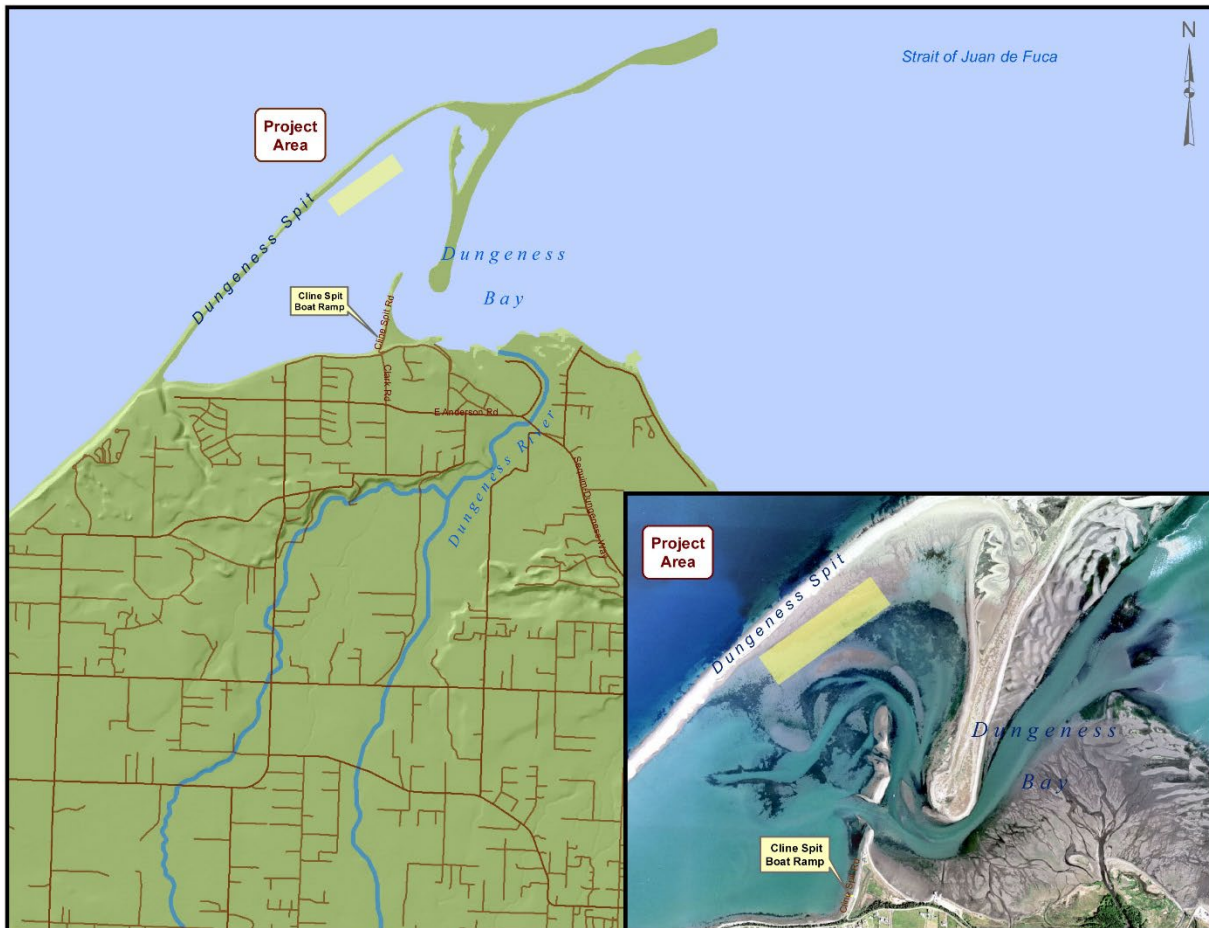 N
Strait of Juan de Fuca
Project
Area
Dungeness Spit
Dungeness
Bay
Cline Spit
Boat Ramp
Cline Spit Rd
Clark Rd
E Anderson Rd
Dungeness River
Sequim-Dungeness Way
Project
Area
Dungeness Spit
Dungeness
Bay
Cline Spit
Boat Ramp